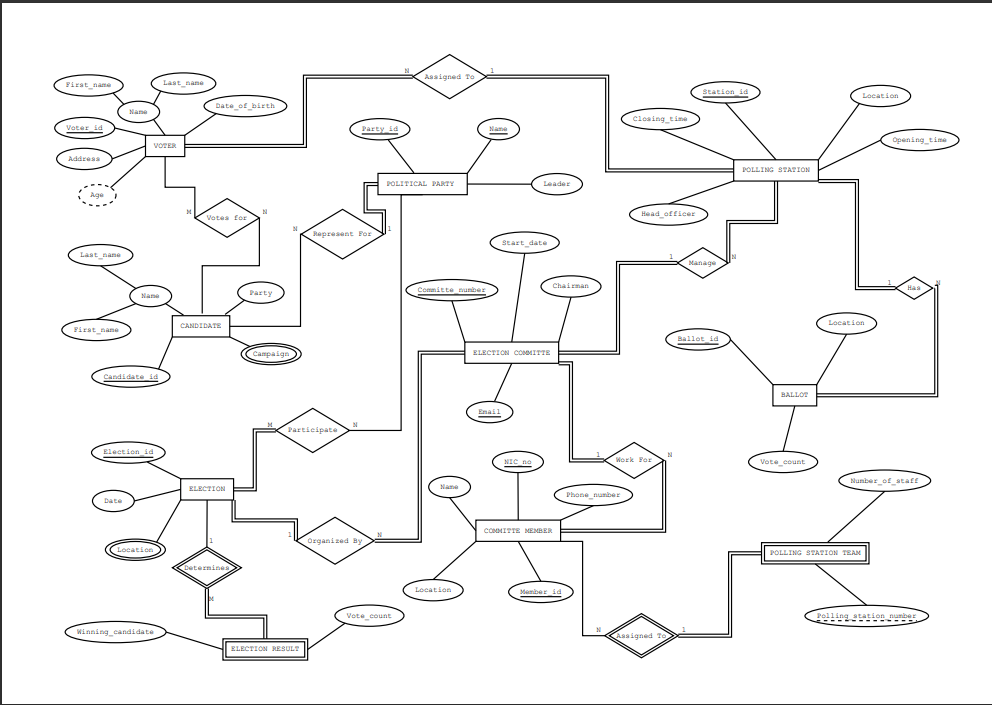 N
Assigned To
1
First_name
Last_name
Name
Date_of_birth
Voter_id
VOTER
Address
Age
Party_id
Name
POLITICAL PARTY
Leader
Station_id
Location
Closing_time
Opening_time
POLLING STATION
Head_officer
M
Votes for
N
N
Represent For
1
Last_name
Name
Party
First_name
CANDIDATE
Campaign
Candidate_id
Start_date
Committe_number
Chairman
ELECTION COMMITTE
Email
1
Manage
N
1
Has
N
Ballot_id
Location
BALLOT
Vote_count
M
Participate
N
Election_id
ELECTION
Date
Location
1
Organized By
N
1
Determines
M
Winning_candidate
Vote_count
ELECTION RESULT
1
Work For
N
NIC_no
Name
Phone_number
COMMITTE MEMBER
Location
Member_id
N
Assigned To
1
Number_of_staff
POLLING STATION TEAM
Polling_station_number